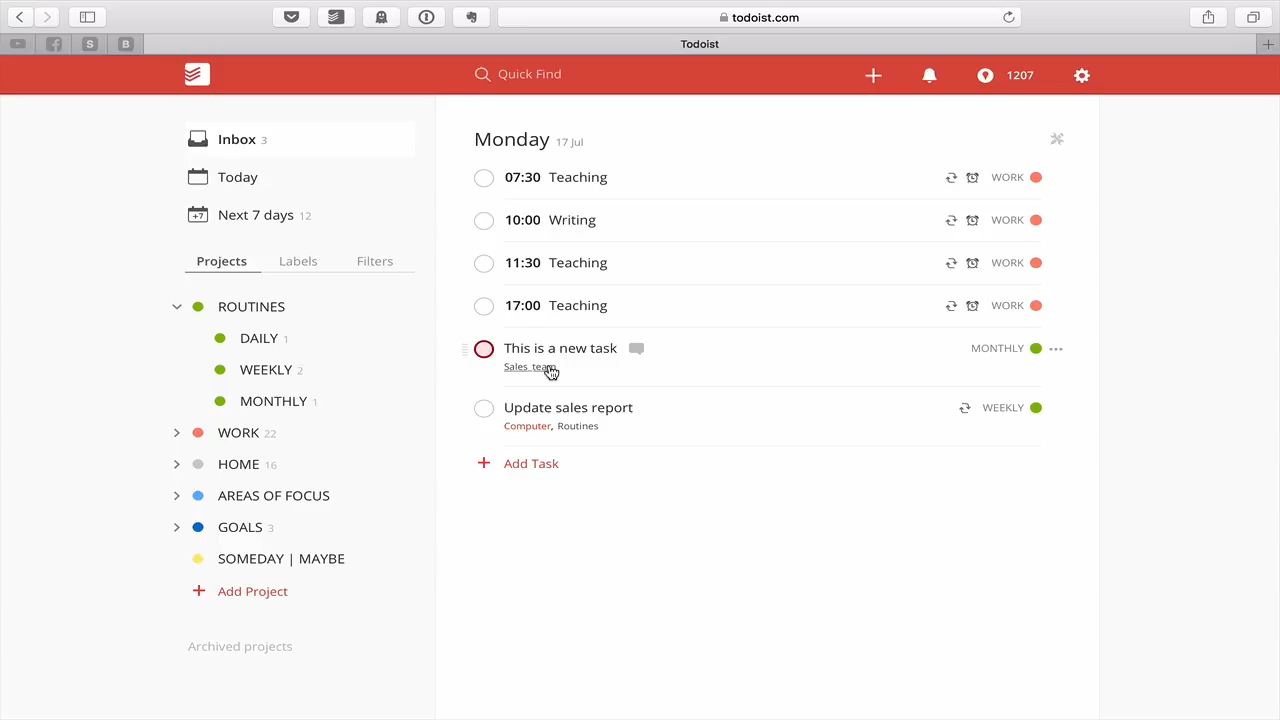 todoist.com
S
B
Todoist
Quick Find
1207
Inbox 3
Today
+7
Next 7 days 12
Projects Labels Filters
ROUTINES
DAILY 1
WEEKLY 2
MONTHLY 1
WORK 22
HOME 16
AREAS OF FOCUS
GOALS 3
SOMEDAY | MAYBE
Add Project
Archived projects
Monday 17 Jul
07:30 Teaching WORK
10:00 Writing WORK
11:30 Teaching WORK
17:00 Teaching WORK
This is a new task MONTHLY
Sales_team
Update sales report WEEKLY
Computer, Routines
Add Task